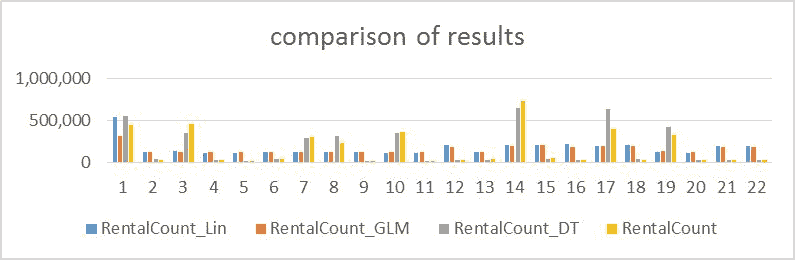 comparison of results
1,000,000
500,000
0
1 2 3 4 5 6 7 8 9 10 11 12 13 14 15 16 17 18 19 20 21 22
RentalCount_Lin RentalCount_GLM RentalCount_DT RentalCount